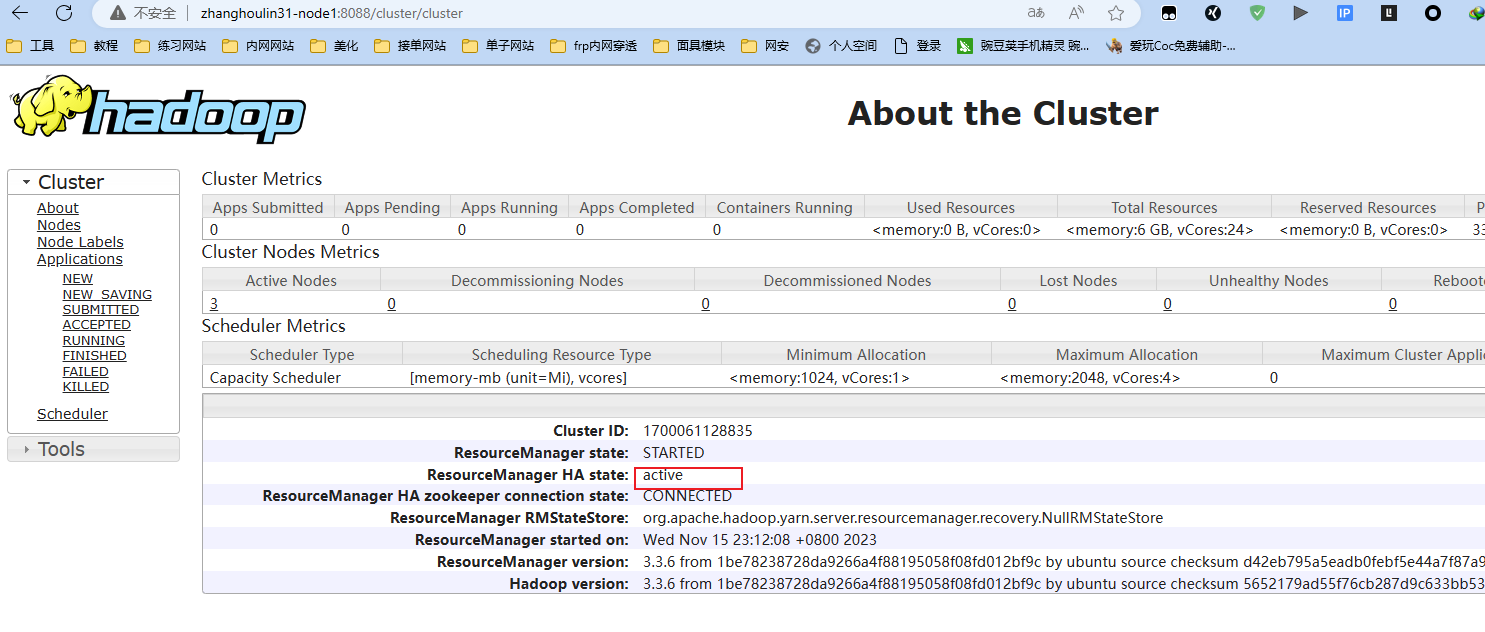 不安全 zhanghoulin31-node1:8088/cluster/cluster aあ A
工具 教程 练习网站 内网网站 美化 接单网站 单子网站 frp内网穿透 面具模块 网安 个人空间 登录 豌豆荚手机精灵 豌... 爱玩Coc免费辅助-...
hadoop
About the Cluster
Cluster
About
Nodes
Node Labels
Applications
NEW
NEW_SAVING
SUBMITTED
ACCEPTED
RUNNING
FINISHED
FAILED
KILLED
Scheduler
Tools
Cluster Metrics
Apps Submitted Apps Pending Apps Running Apps Completed Containers Running Used Resources Total Resources Reserved Resources P
0 0 0 0 0 <memory:0 B, vCores:0> <memory:6 GB, vCores:24> <memory:0 B, vCores:0> 33
Cluster Nodes Metrics
Active Nodes Decommissioning Nodes Decommissioned Nodes Lost Nodes Unhealthy Nodes Reboote
3 0 0 0 0 0
Scheduler Metrics
Scheduler Type Scheduling Resource Type Minimum Allocation Maximum Allocation Maximum Cluster Applic
Capacity Scheduler [memory-mb (unit=Mi), vcores] <memory:1024, vCores:1> <memory:2048, vCores:4> 0
Cluster ID: 1700061128835
ResourceManager state: STARTED
ResourceManager HA state: active
ResourceManager HA zookeeper connection state: CONNECTED
ResourceManager RMStateStore: org.apache.hadoop.yarn.server.resourcemanager.recovery.NullRMStateStore
ResourceManager started on: Wed Nov 15 23:12:08 +0800 2023
ResourceManager version: 3.3.6 from 1be78238728da9266a4f88195058f08fd012bf9c by ubuntu source checksum d42eb795a5eadb0febf5e44a7f87a9
Hadoop version: 3.3.6 from 1be78238728da9266a4f88195058f08fd012bf9c by ubuntu source checksum 5652179ad55f76cb287d9c633bb53